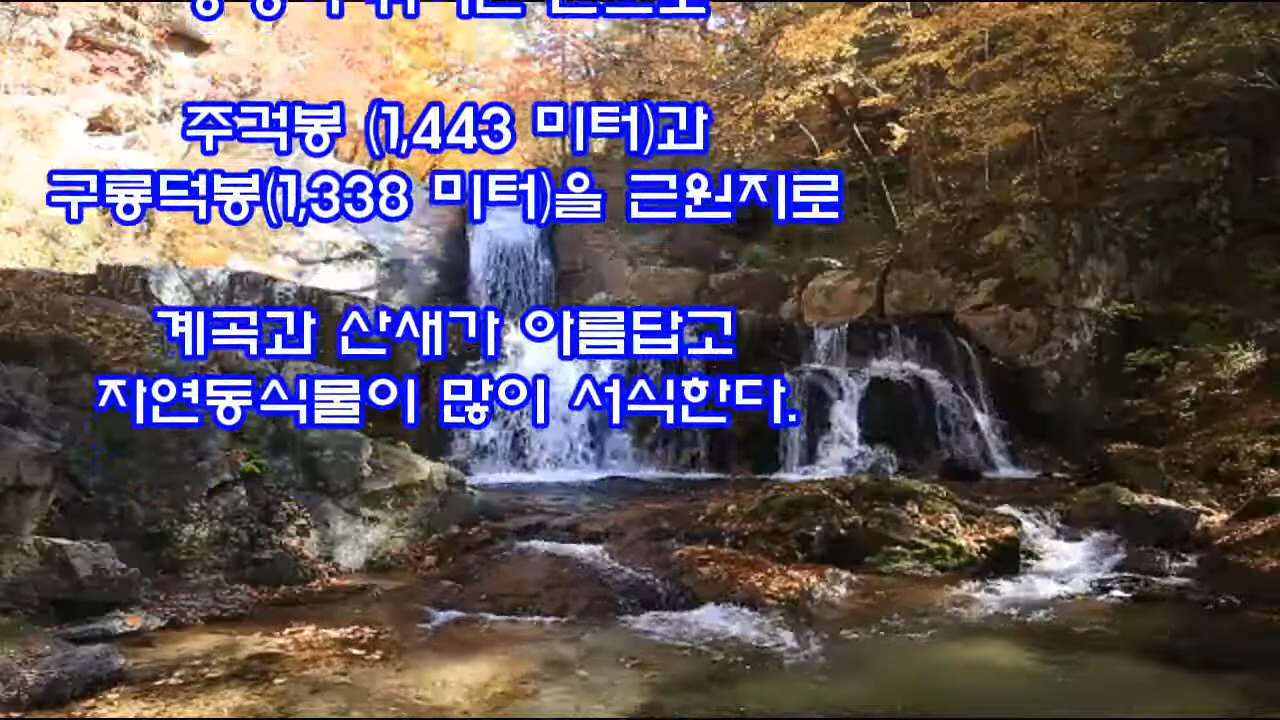 주걱봉 (1,443 미터)과
구룡덕봉(1,338 미터)을 근원지로
계곡과 산새가 아름답고
자연동식물이 많이 서식한다.